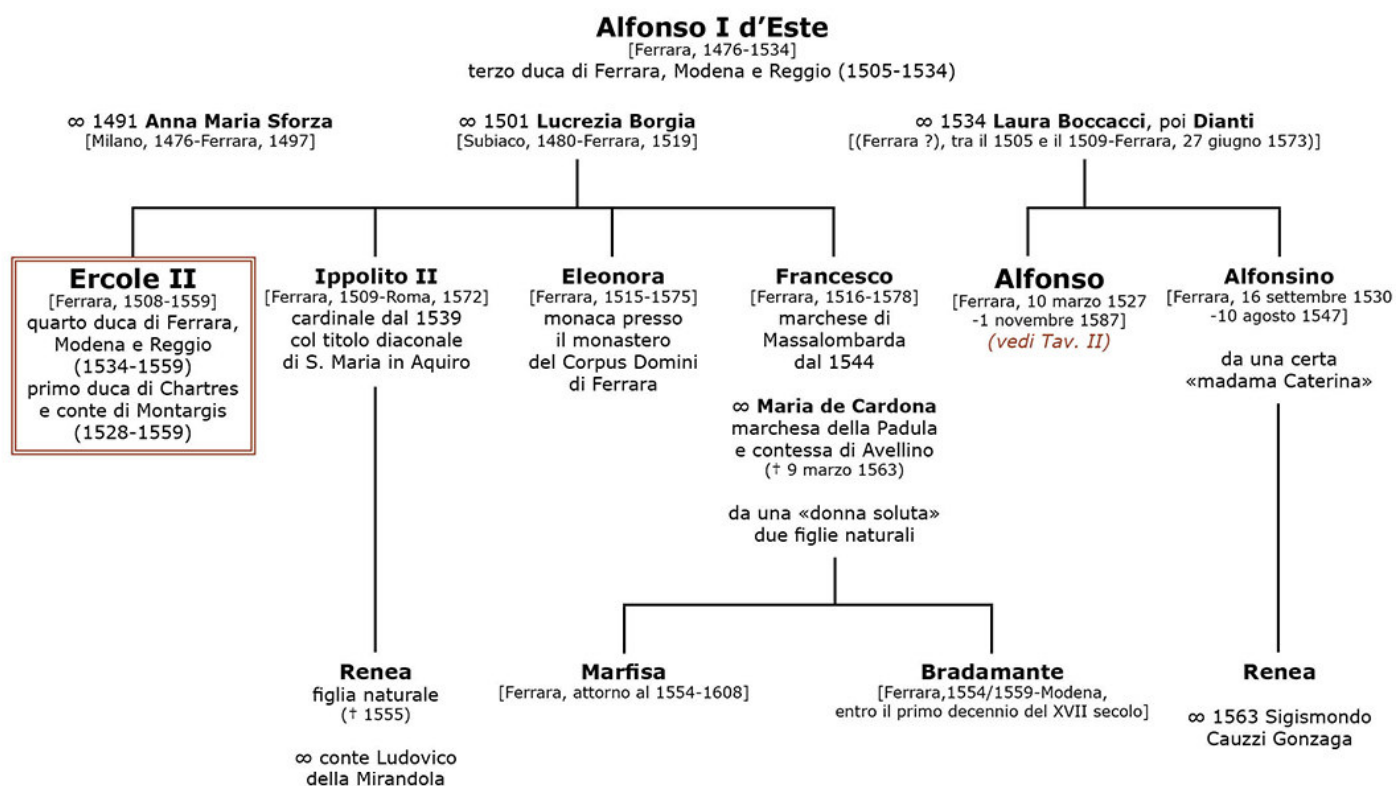 Alfonso I d'Este
[Ferrara, 1476-1534]
terzo duca di Ferrara, Modena e Reggio (1505-1534)
∞ 1491 Anna Maria Sforza
[Milano, 1476-Ferrara, 1497]
∞ 1501 Lucrezia Borgia
[Subiaco, 1480-Ferrara, 1519]
∞ 1534 Laura Boccacci, poi Dianti
[(Ferrara ?), tra il 1505 e il 1509-Ferrara, 27 giugno 1573)]
Ercole II
[Ferrara, 1508-1559]
quarto duca di Ferrara,
Modena e Reggio
(1534-1559)
primo duca di Chartres
e conte di Montargis
(1528-1559)
Ippolito II
[Ferrara, 1509-Roma, 1572]
cardinale dal 1539
col titolo diaconale
di S. Maria in Aquiro
Eleonora
[Ferrara, 1515-1575]
monaca presso
il monastero
del Corpus Domini
di Ferrara
Francesco
[Ferrara, 1516-1578]
marchese di
Massalombarda
dal 1544
∞ Maria de Cardona
marchesa della Padula
e contessa di Avellino
(† 9 marzo 1563)
da una «donna soluta»
due figlie naturali
Alfonso
[Ferrara, 10 marzo 1527
-1 novembre 1587]
(vedi Tav. II)
Alfonsino
[Ferrara, 16 settembre 1530
-10 agosto 1547]
da una certa
«madama Caterina»
Renea
figlia naturale
(† 1555)
∞ conte Ludovico
della Mirandola
Marfisa
[Ferrara, attorno al 1554-1608]
Bradamante
[Ferrara,1554/1559-Modena,
entro il primo decennio del XVII secolo]
Renea
∞ 1563 Sigismondo
Cauzzi Gonzaga